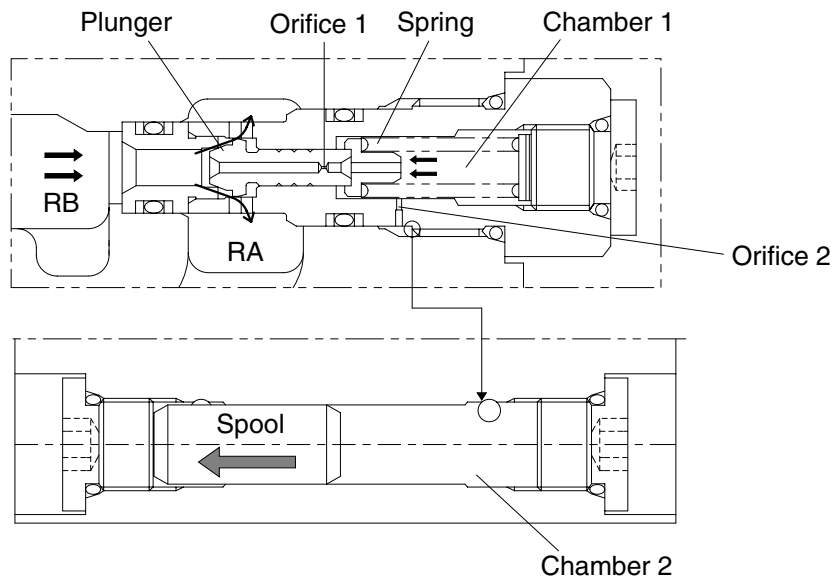 Plunger
Orifice 1
Spring
Chamber 1
RB
RA
Orifice 2
Spool
Chamber 2